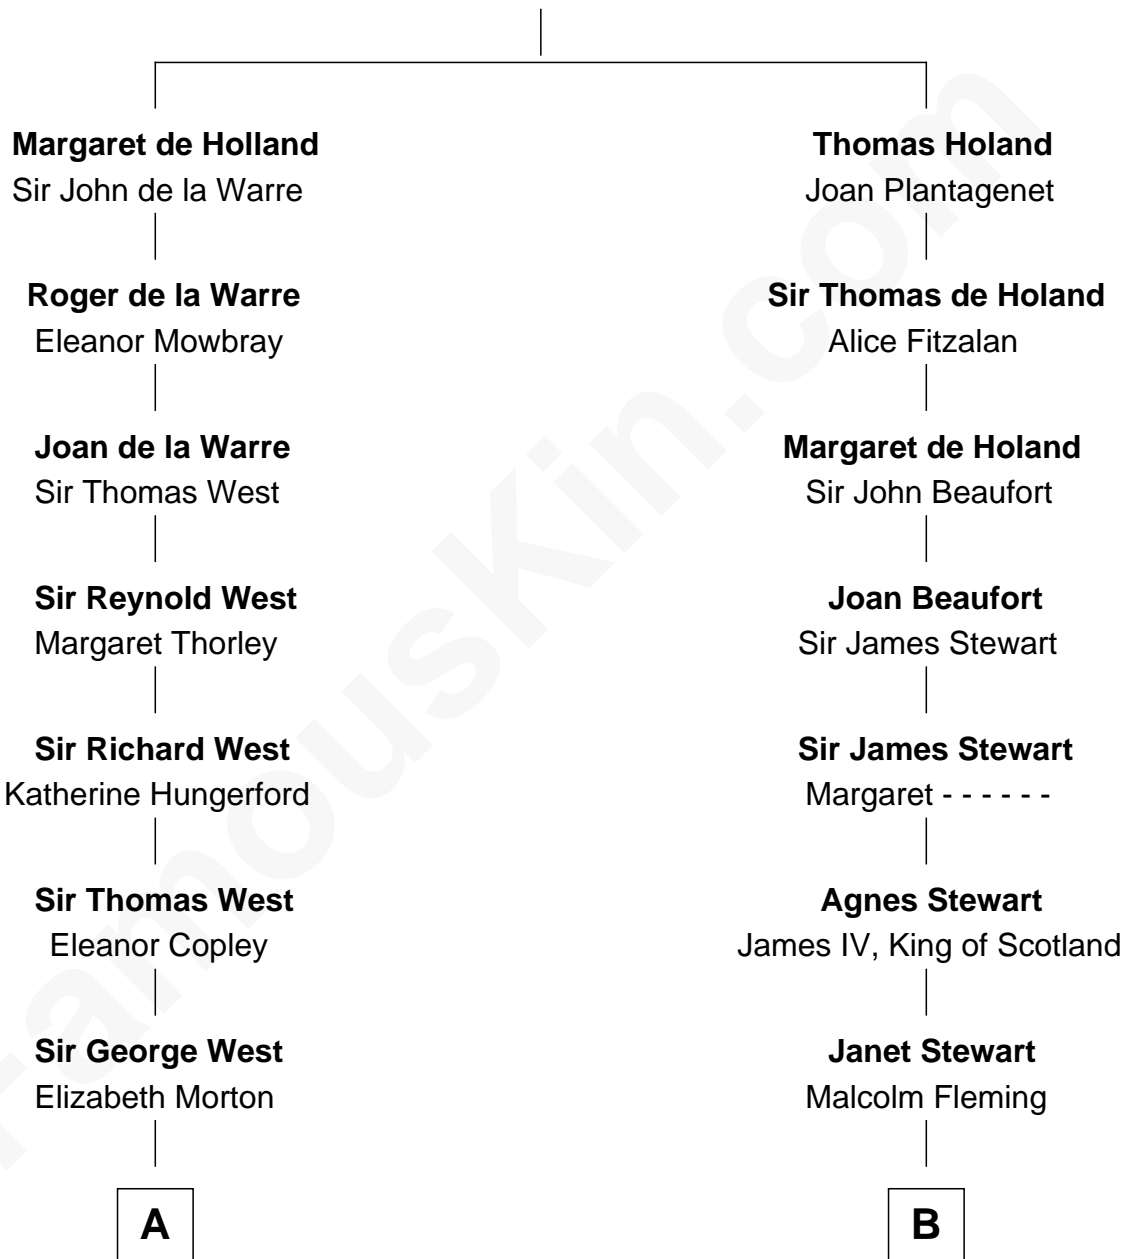 Margaret de Holland
Sir John de la Warre
Roger de la Warre
Eleanor Mowbray
Joan de la Warre
Sir Thomas West
Sir Reynold West
Margaret Thorley
Sir Richard West
Katherine Hungerford
Sir Thomas West
Eleanor Copley
Sir George West
Elizabeth Morton
A
Thomas Holand
Joan Plantagenet
Sir Thomas de Holand
Alice Fitzalan
Margaret de Holand
Sir John Beaufort
Joan Beaufort
Sir James Stewart
Sir James Stewart
Margaret - - - - - -
Agnes Stewart
James IV, King of Scotland
Janet Stewart
Malcolm Fleming
B
FamousKin.com